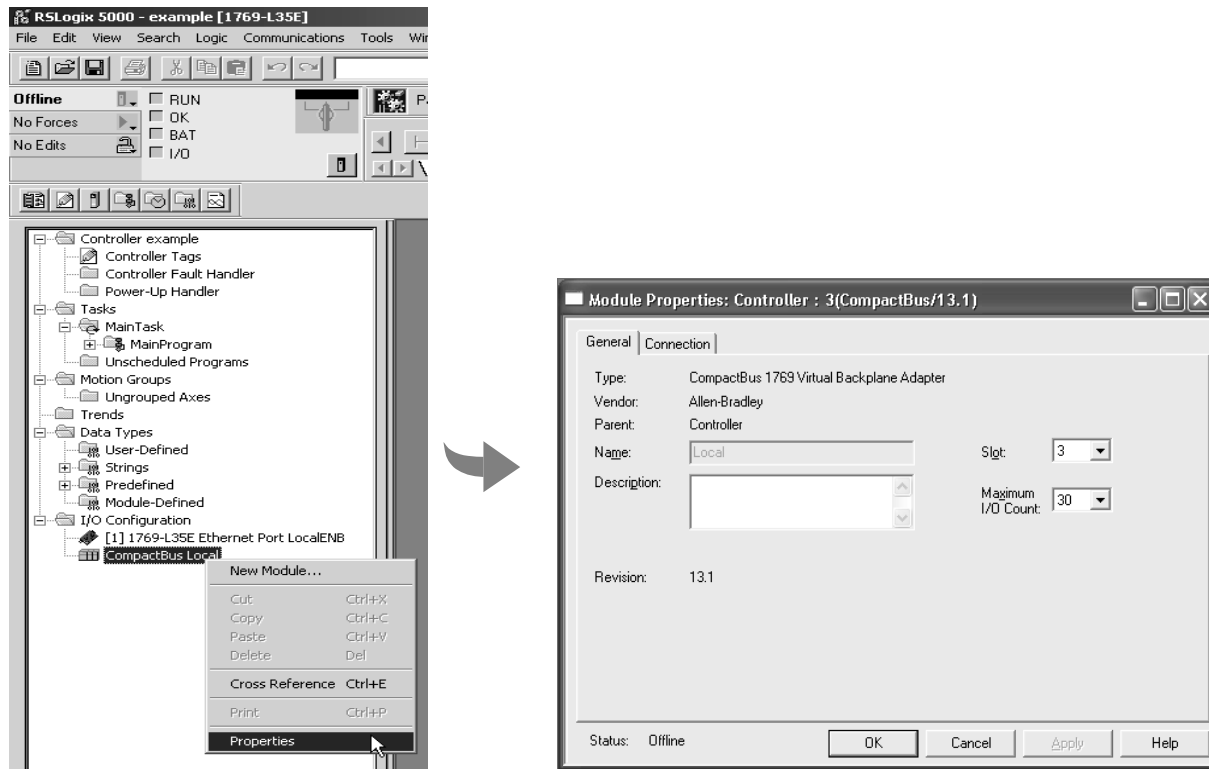 RSLogix 5000 - example [1769-L35E]
File Edit View Search Logic Communications Tools
Offline
RUN
No Forces
OK
No Edits
BAT
I/O
Controller example
Controller Tags
Controller Fault Handler
Power-Up Handler
Tasks
MainTask
MainProgram
Unscheduled Programs
Motion Groups
Ungrouped Axes
Trends
Data Types
User-Defined
Strings
Predefined
Module-Defined
I/O Configuration
[1] 1769-L35E Ethernet Port LocalENB
CompactBus Local
New Module...
Cut Ctrl+X
Copy Ctrl+C
Paste Ctrl+V
Delete Del
Cross Reference Ctrl+E
Print Ctrl+P
Properties
Module Properties: Controller : 3(CompactBus/13.1)
General Connection
Type: CompactBus 1769 Virtual Backplane Adapter
Vendor: Allen-Bradley
Parent: Controller
Name: Local
Slot: 3
Description:
Maximum
I/O Count: 30
Revision: 13.1
Status: Offline
OK Cancel Apply Help